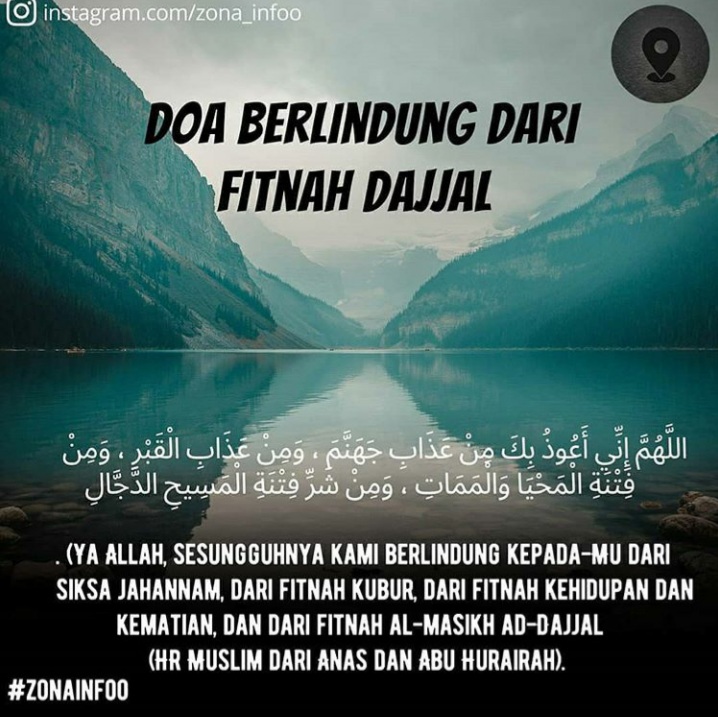 instagram.com/zona_infoo
DOA BERLINDUNG DARI
FITNAH DAJJAL
اللَّهُمَّ إِنِّي أَعُوذُ بِكَ مِنْ عَذَابِ جَهَنَّمَ ، وَمِنْ عَذَابِ الْقَبْرِ ، وَمِنْ
فِتْنَةِ الْمَحْيَا وَالْمَمَاتِ ، وَمِنْ شَرِّ فِتْنَةِ الْمَسِيحِ الدَّجَّالِ
. (YA ALLAH, SESUNGGUHNYA KAMI BERLINDUNG KEPADA-MU DARI
SIKSA JAHANNAM, DARI FITNAH KUBUR, DARI FITNAH KEHIDUPAN DAN
KEMATIAN, DAN DARI FITNAH AL-MASIKH AD-DAJJAL
(HR MUSLIM DARI ANAS DAN ABU HURAIRAH).
#ZONAINFOO